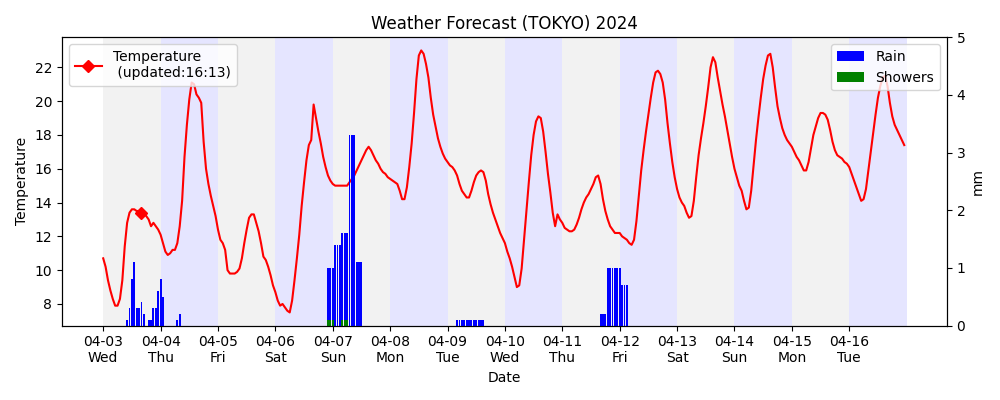 Weather Forecast (TOKYO) 2024
Temperature
(updated:16:13)
Rain
Showers
Temperature
22
20
18
16
14
12
10
8
5
4
3
2
1
0
mm
04-03 04-04 04-05 04-06 04-07 04-08 04-09 04-10 04-11 04-12 04-13 04-14 04-15 04-16
Wed Thu Fri Sat Sun Mon Tue Wed Thu Fri Sat Sun Mon Tue
Date